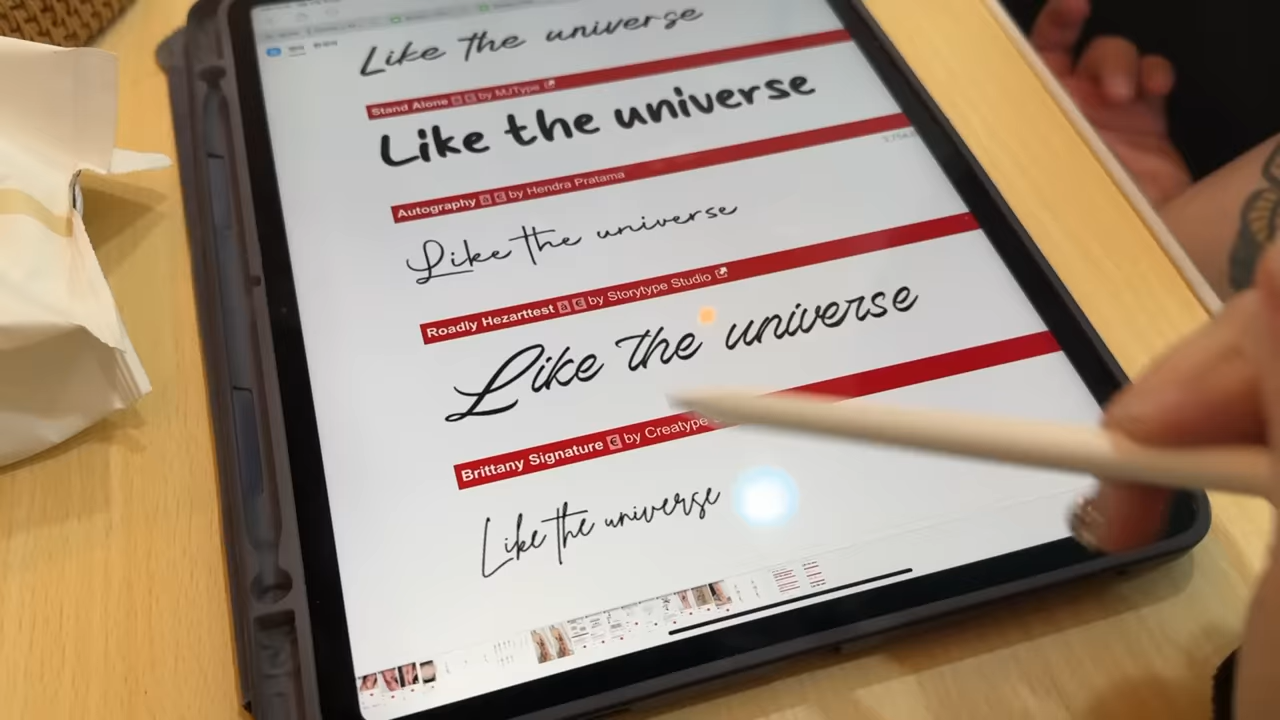 Like the universe
Stand Alone à € by MJType
Like the universe
Autography à € by Hendra Pratama
Like the universe
Roadly Hezarttest à € by Storytype Studio
Like the universe
Brittany Signature € by Creatype
Like the universe